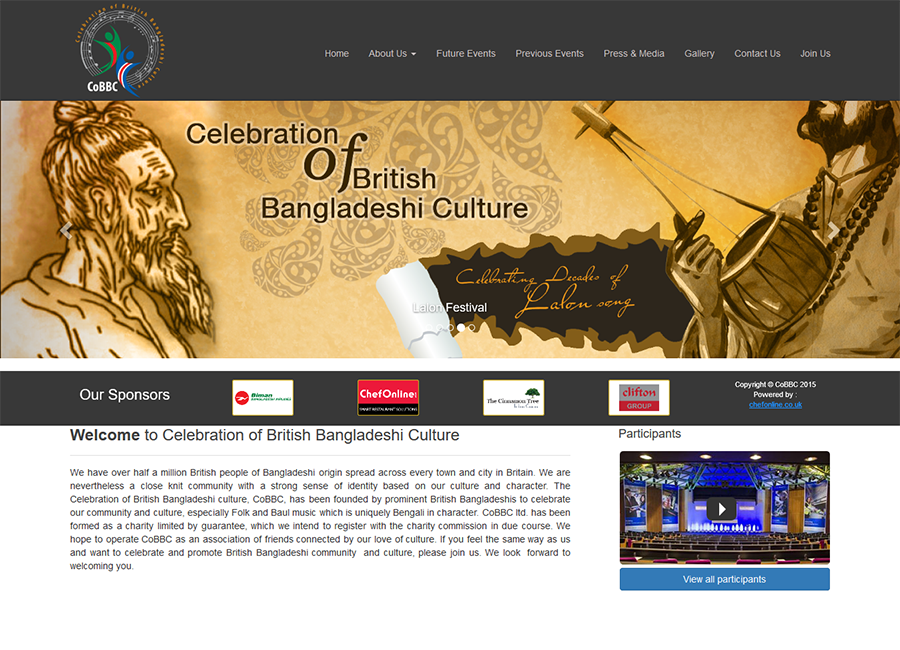 Celebration of British Bangladeshi Culture
CoBBC
Home About Us Future Events Previous Events Press & Media Gallery Contact Us Join Us
Celebration
of
British
Bangladeshi Culture
Celebrating Decades of
Lalon song
Lalon Festival
Our Sponsors
Biman
BANGLADESH AIRLINES
ChefOnline
SMART RESTAURANT SOLUTIONS
The Cinnamon Tree
clifton
GROUP
Copyright © CoBBC 2015
Powered by :
chefonline.co.uk
Welcome to Celebration of British Bangladeshi Culture
We have over half a million British people of Bangladeshi origin spread across every town and city in Britain. We are
nevertheless a close knit community with a strong sense of identity based on our culture and character. The
Celebration of British Bangladeshi culture, CoBBC, has been founded by prominent British Bangladeshis to celebrate
our community and culture, especially Folk and Baul music which is uniquely Bengali in character. CoBBC ltd. has been
formed as a charity limited by guarantee, which we intend to register with the charity commission in due course. We
hope to operate CoBBC as an association of friends connected by our love of culture. If you feel the same way as us
and want to celebrate and promote British Bangladeshi community and culture, please join us. We look forward to
welcoming you.
Participants
View all participants